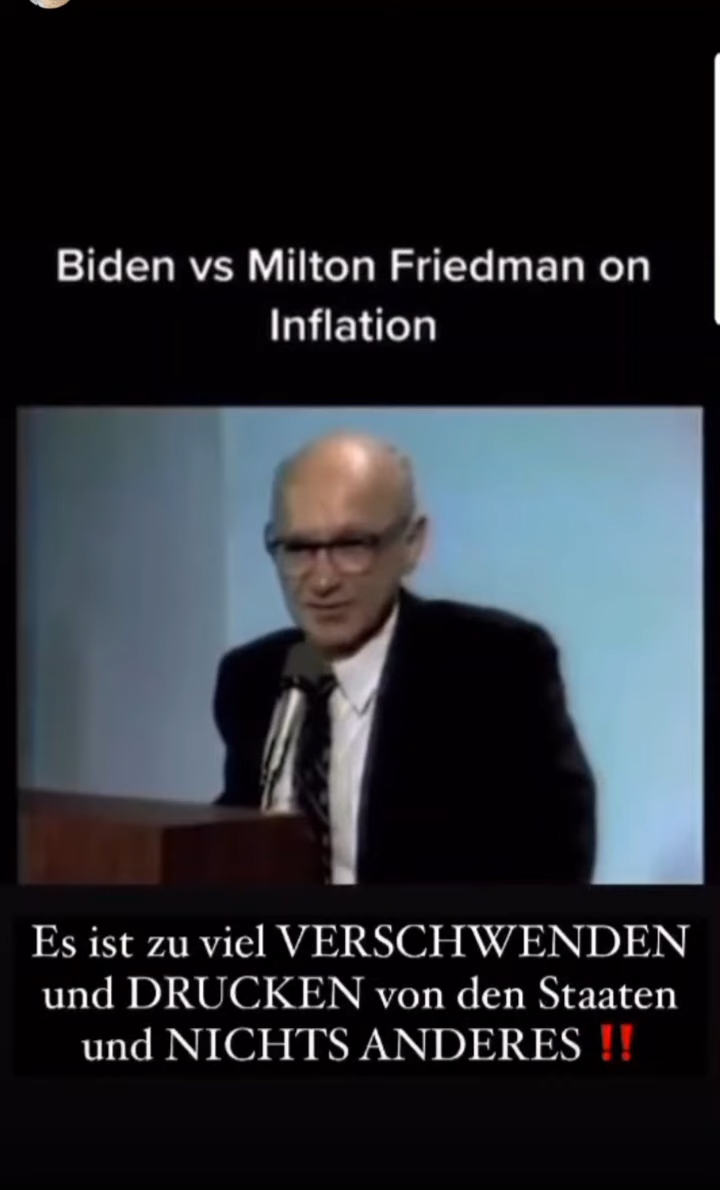 Biden vs Milton Friedman on
Inflation
Es ist zu viel VERSCHWENDEN
und DRUCKEN von den Staaten
und NICHTS ANDERES ‼️